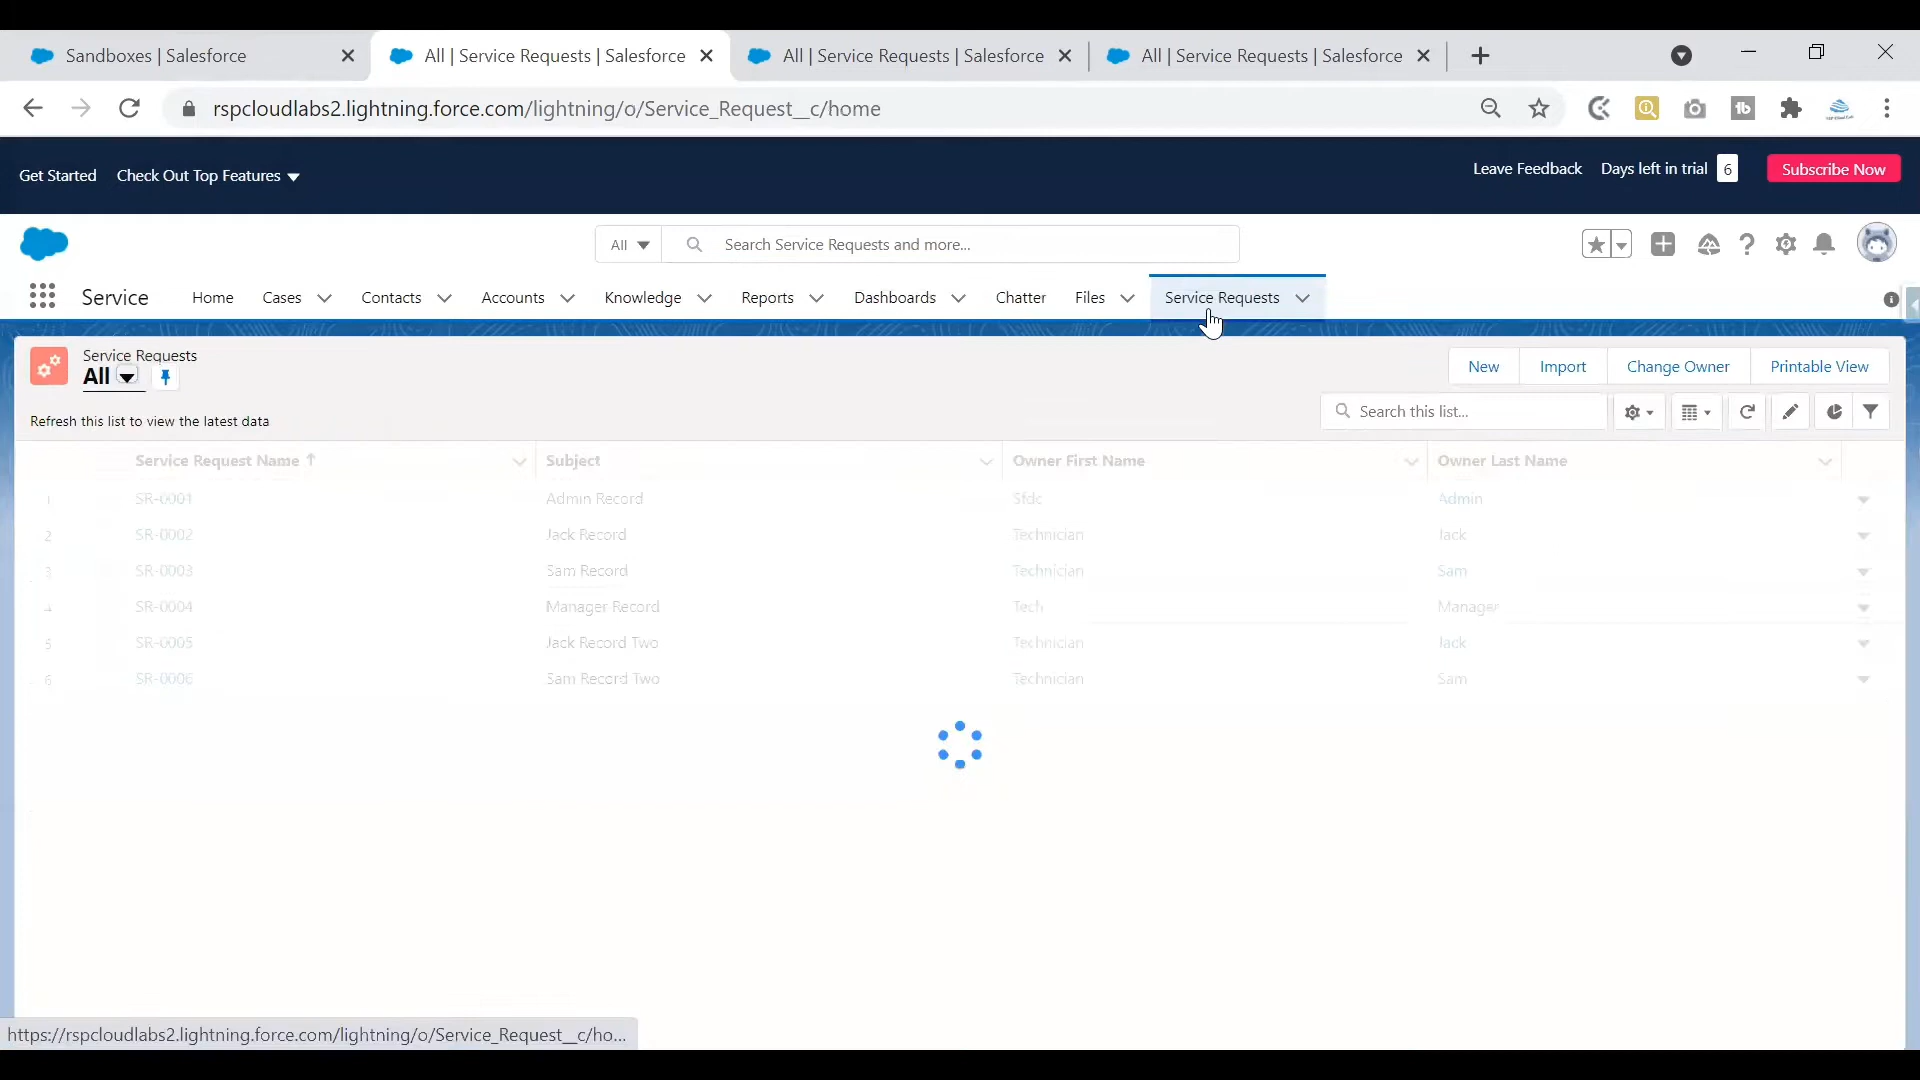 Sandboxes | Salesforce
All | Service Requests | Salesforce
All | Service Requests | Salesforce
All | Service Requests | Salesforce
rspcloudlabs2.lightning.force.com/lightning/o/Service_Request__c/home
Get Started Check Out Top Features
Leave Feedback Days left in trial 6 Subscribe Now
All Search Service Requests and more...
Service Home Cases Contacts Accounts Knowledge Reports Dashboards Chatter Files Service Requests
Service Requests
All
New Import Change Owner Printable View
Refresh this list to view the latest data
Search this list...
Service Request Name ↑ Subject Owner First Name Owner Last Name
1 SR-0001 Admin Record Sfdc Admin
2 SR-0002 Jack Record Technician Jack
3 SR-0003 Sam Record Technician Sam
4 SR-0004 Manager Record Tech Manager
5 SR-0005 Jack Record Two Technician Jack
6 SR-0006 Sam Record Two Technician Sam
https://rspcloudlabs2.lightning.force.com/lightning/o/Service_Request__c/ho...